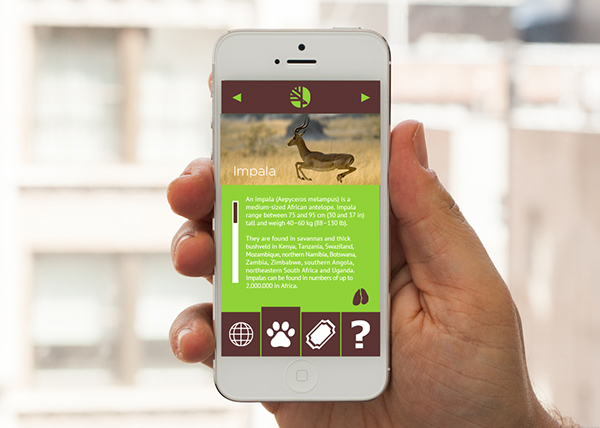 Impala
An impala (Aepyceros melampus) is a
medium-sized African antelope. Impala
range between 75 and 95 cm (30 and 37 in)
tall and weigh 40–60 kg (88–130 lb).
They are found in savannas and thick
bushveld in Kenya, Tanzania, Swaziland,
Mozambique, northern Namibia, Botswana,
Zambia, Zimbabwe, southern Angola,
northeastern South Africa and Uganda.
Impalas can be found in numbers of up to
2,000,000 in Africa.
?